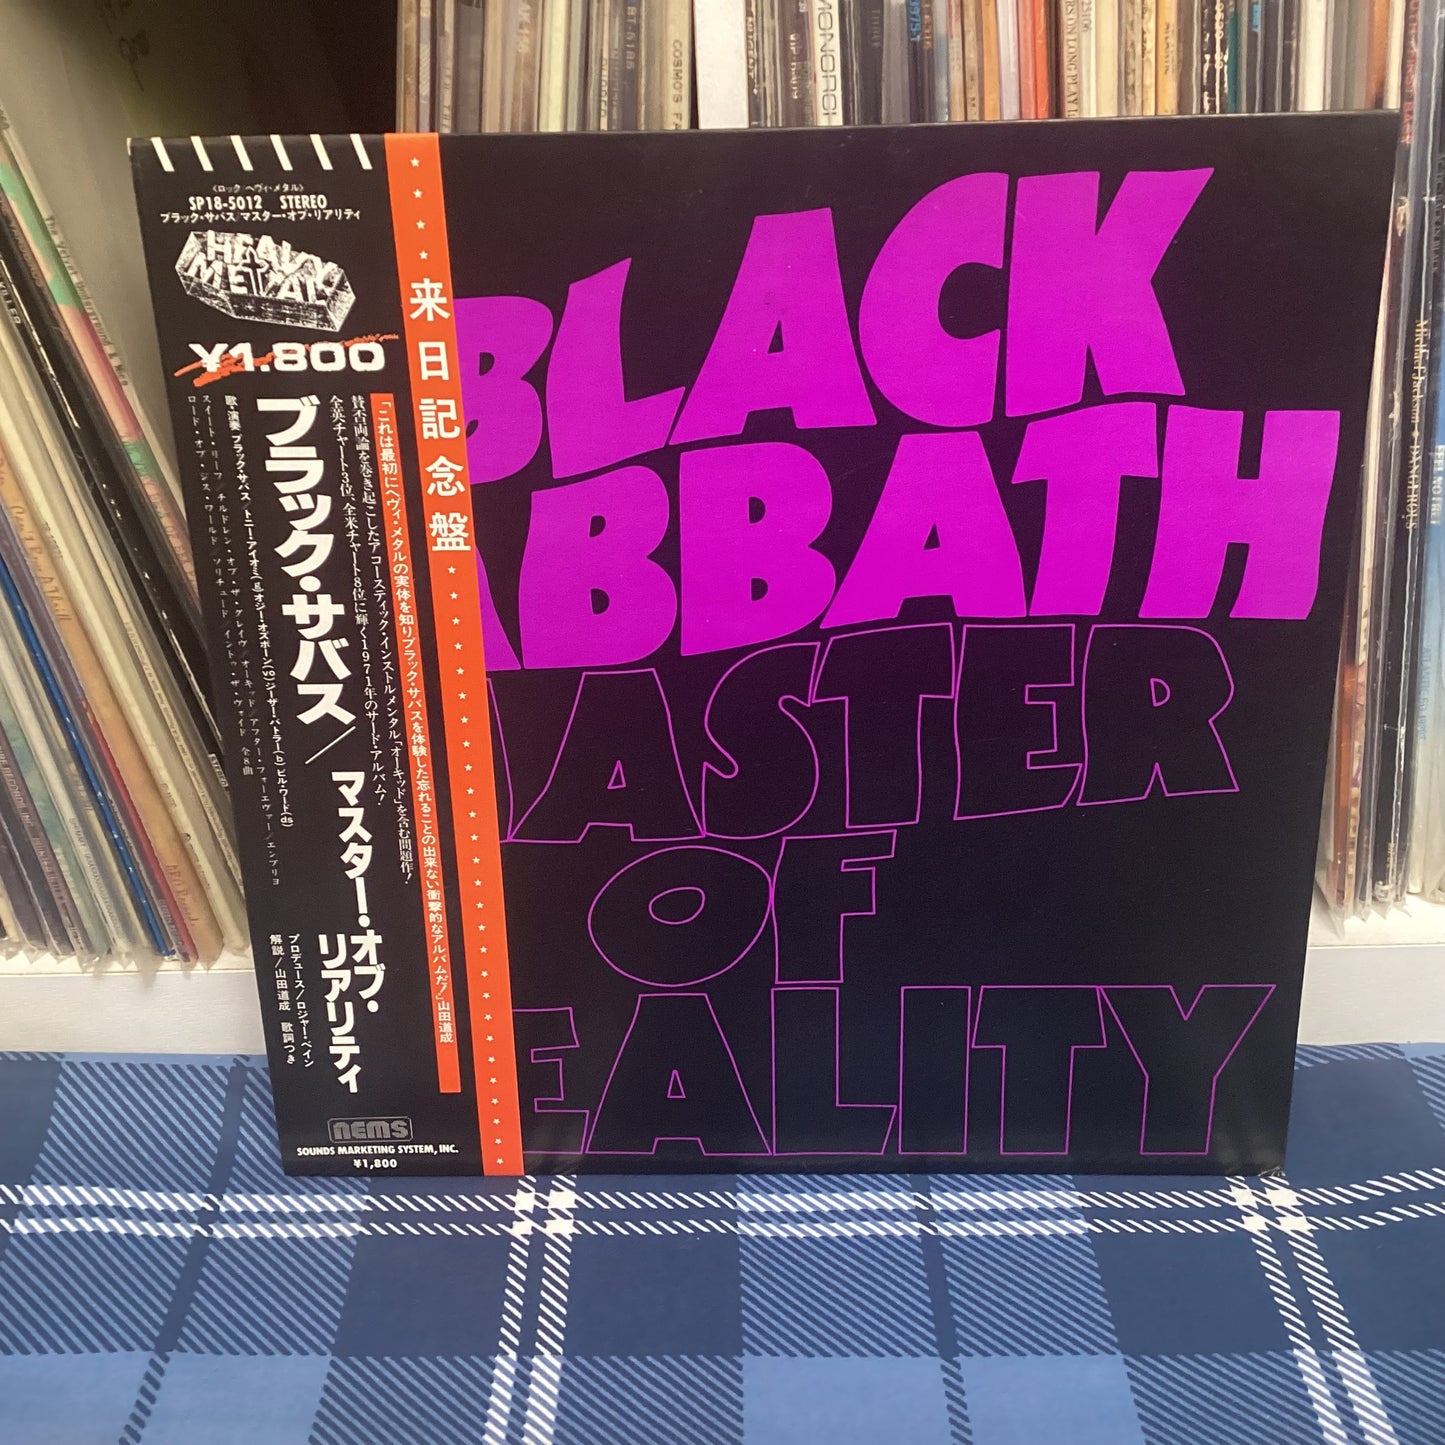 〈ロック ヘヴィ・メタル〉
SP18-5012 STEREO
ブラック・サバス/マスター・オブ・リアリティ
HEAVY
METAL
¥1.800
来日記念盤
「これは最初にヘヴィ・メタルの実体を知りブラック・サバスを体験した忘れることの出来ない衝撃的なアルバムだ!」山田道成
賛否両論を巻き起こしたアコースティック・インストルメンタル「オーキッド」を含む問題作!
全英チャート3位、全米チャート8位に輝く1971年のサード・アルバム!
ブラック・サバス/マスター・オブ・リアリティ
歌・演奏 ブラック・サバス/トニー・アイオミ(g)オジー・オズボーン(vo)ジーザー・バトラー(b)ビル・ワード(ds)
スイート・リーフ/チルドレン・オブ・ザ・グレイヴ/オーキッド/アフター・フォーエヴァー/エンブリヨ
ロード・オブ・ジス・ワールド/ソリチュード/イントゥ・ザ・ヴォイド 全8曲
プロデュース/ロジャー・ベイン
解説/山田道成 歌詞つき
nems
SOUNDS MARKETING SYSTEM, INC.
¥1,800
BLACK
ABBATH
MASTER
OF
EALITY
COSMO'S FA
MONORCI
ON LONG PLAY
Michael Jackson • DANGEROUS